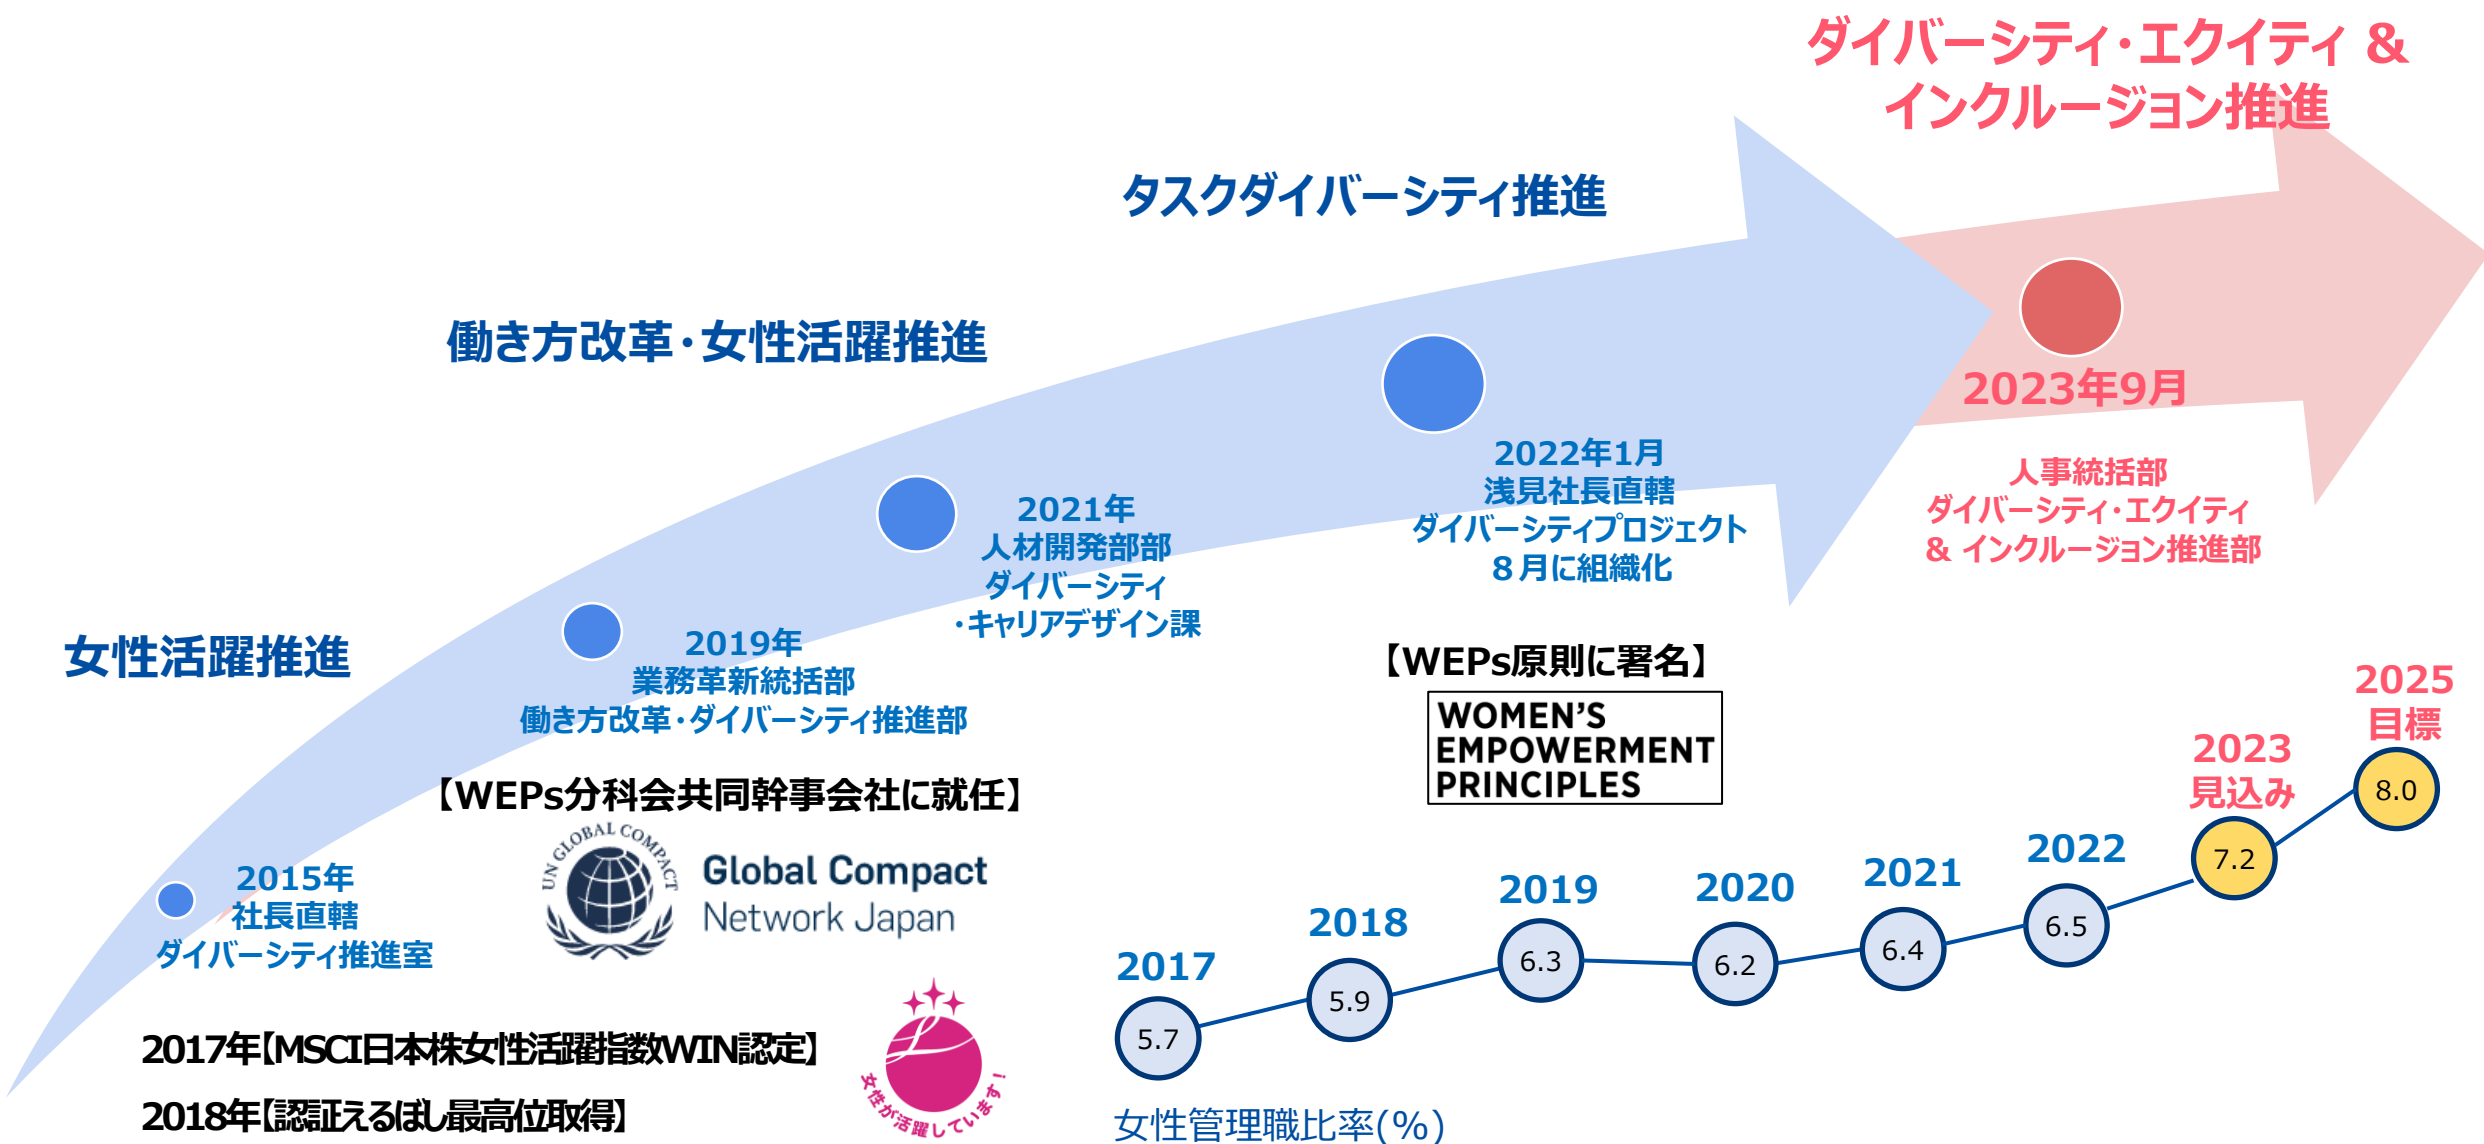 ダイバーシティ・エクイティ &
インクルージョン推進
タスクダイバーシティ推進
働き方改革・女性活躍推進
女性活躍推進
2023年9月
人事統括部
ダイバーシティ・エクイティ
& インクルージョン推進部
2022年1月
浅見社長直轄
ダイバーシティプロジェクト
８月に組織化
2021年
人材開発部部
ダイバーシティ
・キャリアデザイン課
2019年
業務革新統括部
働き方改革・ダイバーシティ推進部
2015年
社長直轄
ダイバーシティ推進室
【WEPs分科会共同幹事会社に就任】
UN GLOBAL COMPACT
Global Compact
Network Japan
2017年【MSCI日本株女性活躍指数WIN認定】
2018年【認証えるぼし最高位取得】
女性が活躍しています！
【WEPs原則に署名】
WOMEN'S
EMPOWERMENT
PRINCIPLES
2017
5.7
2018
5.9
2019
6.3
2020
6.2
2021
6.4
2022
6.5
2023
見込み
7.2
2025
目標
8.0
女性管理職比率(%)